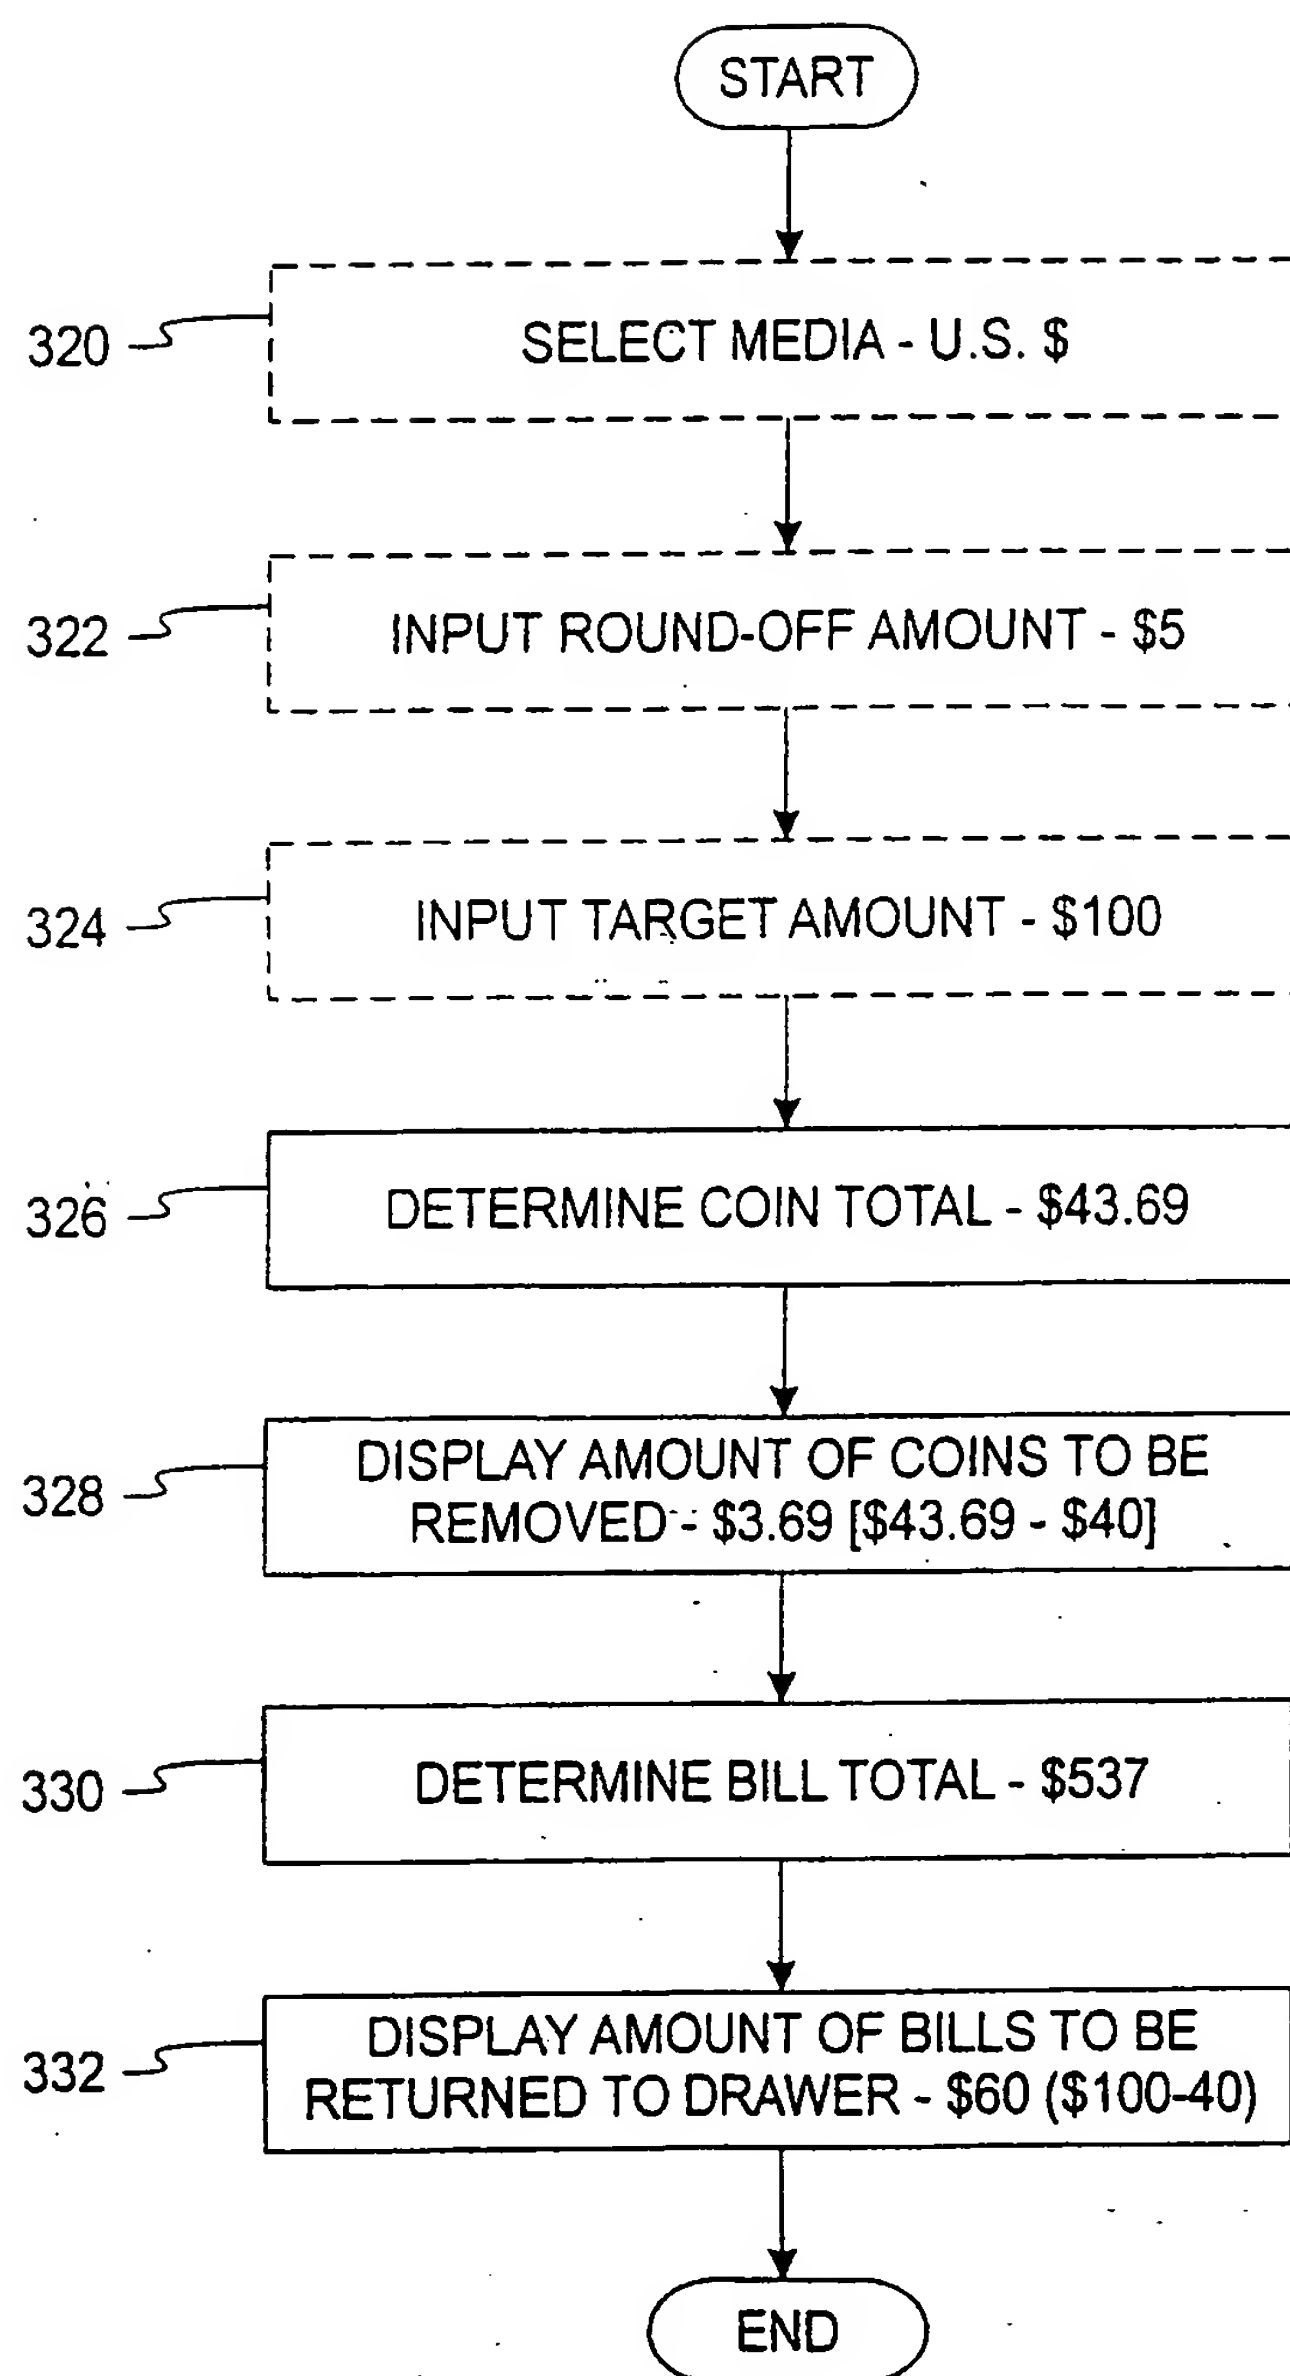 START
320
SELECT MEDIA - U.S. $
322
INPUT ROUND-OFF AMOUNT - $5
324
INPUT TARGET AMOUNT - $100
326
DETERMINE COIN TOTAL - $43.69
328
DISPLAY AMOUNT OF COINS TO BE
REMOVED - $3.69 [$43.69 - $40]
330
DETERMINE BILL TOTAL - $537
332
DISPLAY AMOUNT OF BILLS TO BE
RETURNED TO DRAWER - $60 ($100-40)
END